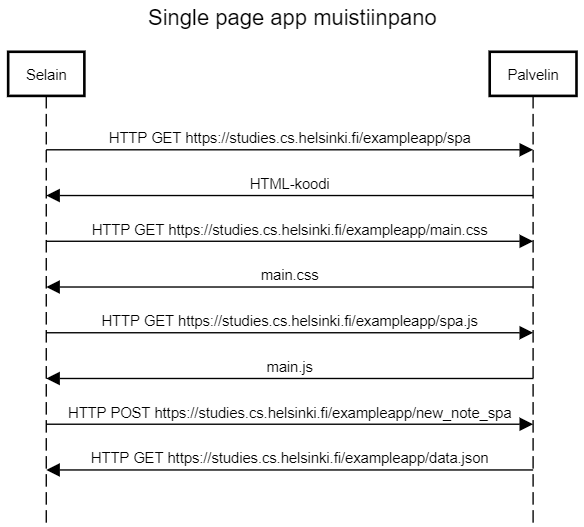 Single page app muistiinpano
Selain
Palvelin
HTTP GET https://studies.cs.helsinki.fi/exampleapp/spa
HTML-koodi
HTTP GET https://studies.cs.helsinki.fi/exampleapp/main.css
main.css
HTTP GET https://studies.cs.helsinki.fi/exampleapp/spa.js
main.js
HTTP POST https://studies.cs.helsinki.fi/exampleapp/new_note_spa
HTTP GET https://studies.cs.helsinki.fi/exampleapp/data.json